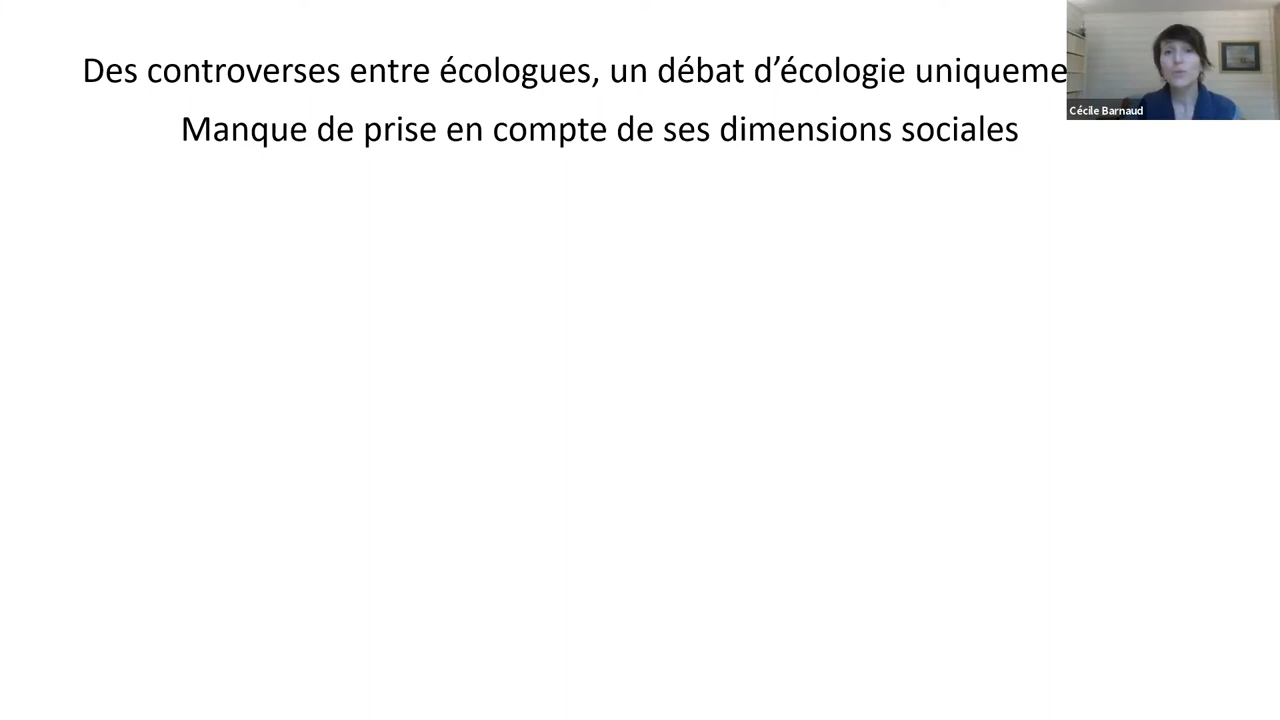 Des controverses entre écologues, un débat d’écologie uniqueme
Manque de prise en compte de ses dimensions sociales
Cécile Barnaud